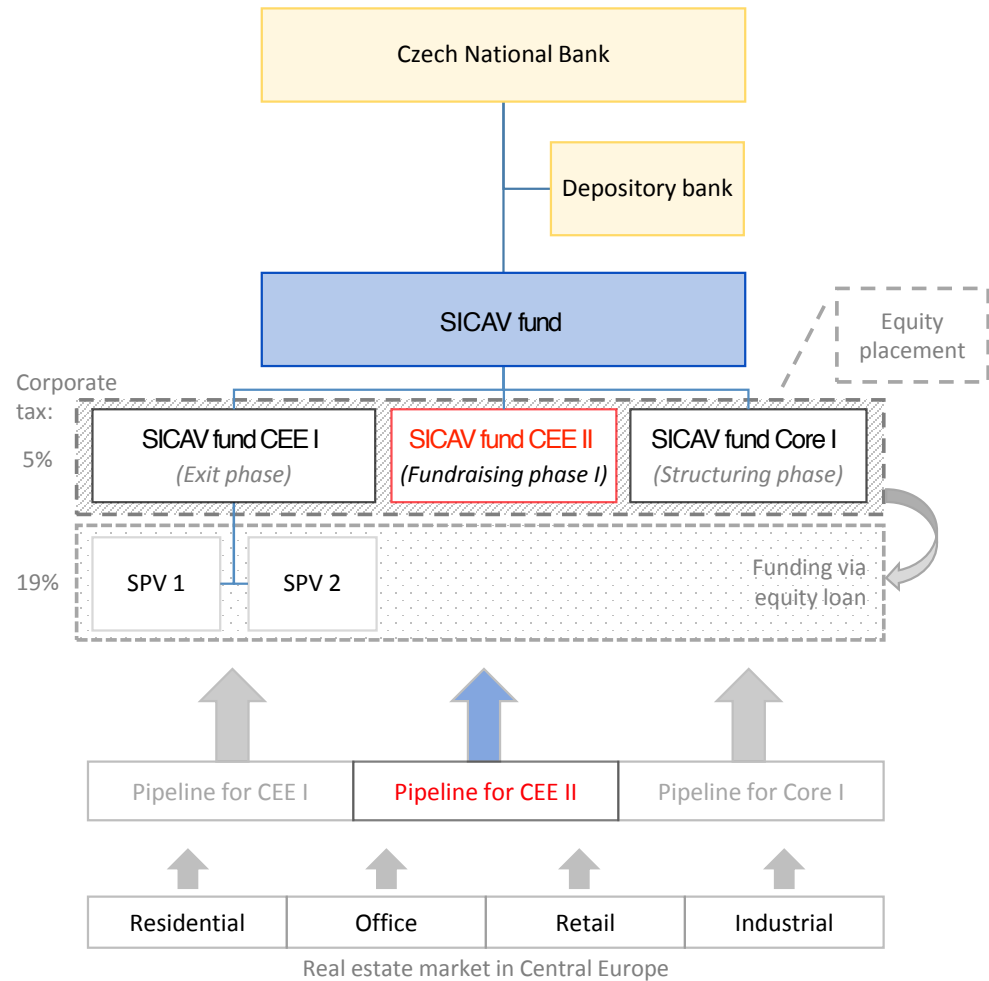 Czech National Bank
Depository bank
SICAV fund
Equity
placement
Corporate
tax:
5%
SICAV fund CEE I
(Exit phase)
SICAV fund CEE II
(Fundraising phase I)
SICAV fund Core I
(Structuring phase)
19%
SPV 1
SPV 2
Funding via
equity loan
Pipeline for CEE I
Pipeline for CEE II
Pipeline for Core I
Residential
Office
Retail
Industrial
Real estate market in Central Europe